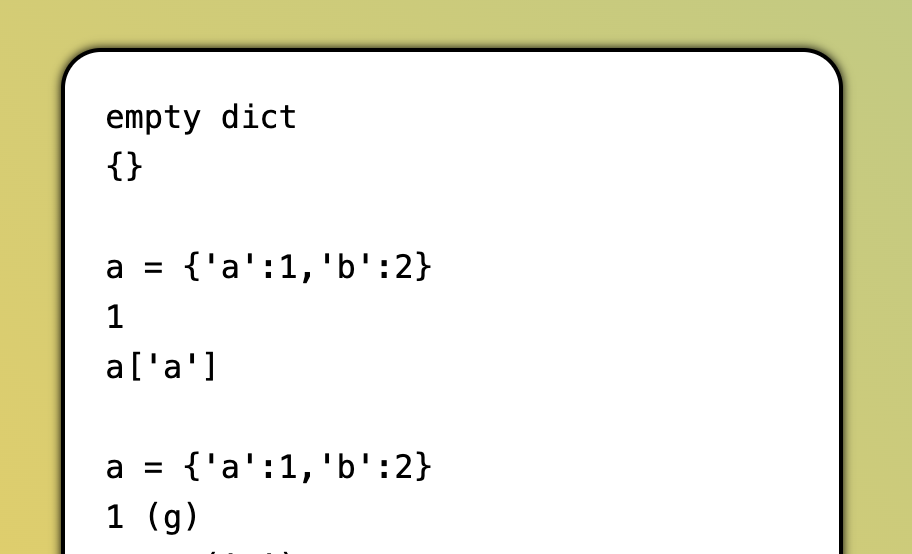 empty dict
{}
a = {'a':1,'b':2}
1
a['a']
a = {'a':1,'b':2}
1 (g)